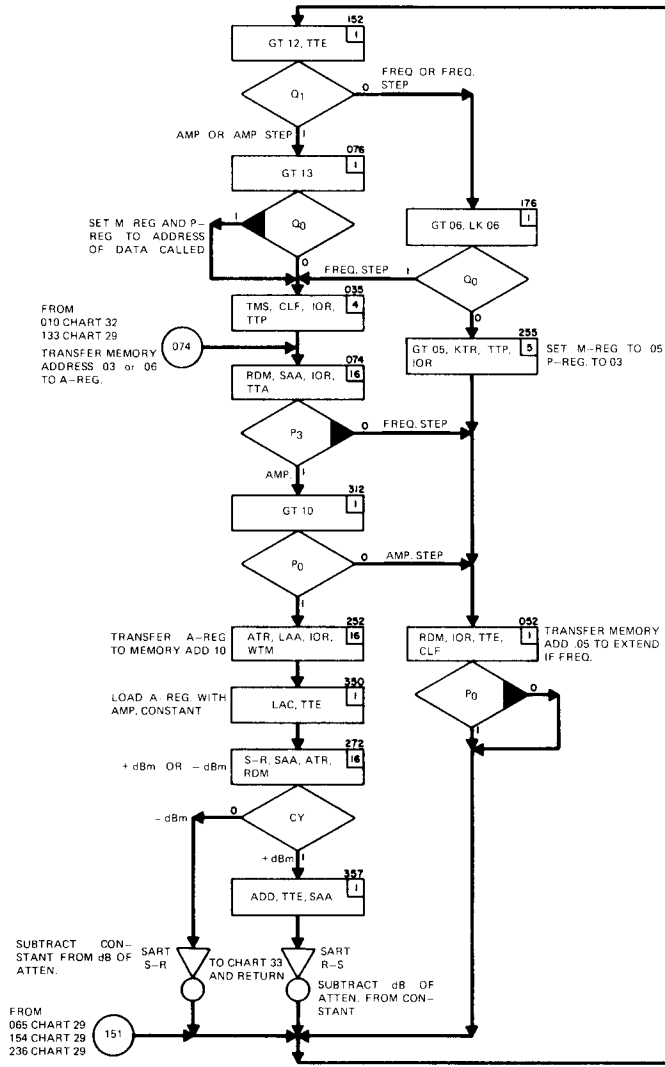 152
1
GT 12, TTE
Q1
0
FREQ OR FREQ.
STEP
AMP OR AMP STEP
1
076
1
GT 13
176
1
GT 06, LK 06
SET M REG AND P–
REG TO ADDRESS
OF DATA CALLED
1
Q0
0
FREQ. STEP
1
Q0
0
035
4
TMS, CLF, IOR,
TTP
255
5
GT 05, KTR, TTP,
IOR
SET M–REG TO 05
P–REG. TO 03
FROM
010 CHART 32
133 CHART 29
074
TRANSFER MEMORY
ADDRESS 03 or 06
TO A–REG.
074
16
RDM, SAA, IOR,
TTA
P3
0
FREQ. STEP
AMP.
1
312
1
GT 10
P0
0
AMP. STEP
1
TRANSFER A–REG
TO MEMORY ADD 10
252
16
ATR, LAA, IOR,
WTM
052
1
RDM, IOR, TTE,
CLF
TRANSFER MEMORY
ADD .05 TO EXTEND
IF FREQ.
P0
0
1
LOAD A–REG. WITH
AMP. CONSTANT
350
1
LAC, TTE
+ dBm OR – dBm
272
16
S–R, SAA, ATR,
RDM
– dBm
0
CY
+ dBm
1
357
1
ADD, TTE, SAA
SUBTRACT CON–
STANT FROM dB OF
ATTEN.
SART
S–R
TO CHART 33
AND RETURN
SART
R–S
SUBTRACT dB OF
ATTEN. FROM CON–
STANT
FROM
065 CHART 29
154 CHART 29
236 CHART 29
151